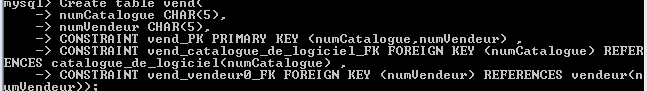 mysql> Create table vend(
    -> numCatalogue CHAR(5),
    -> numVendeur CHAR(5),
    -> CONSTRAINT vend_PK PRIMARY KEY (numCatalogue,numVendeur) ,
    -> CONSTRAINT vend_catalogue_de_logiciel_FK FOREIGN KEY (numCatalogue) REFER
ENCES catalogue_de_logiciel(numCatalogue) ,
    -> CONSTRAINT vend_vendeur0_FK FOREIGN KEY (numVendeur) REFERENCES vendeur(n
umVendeur));